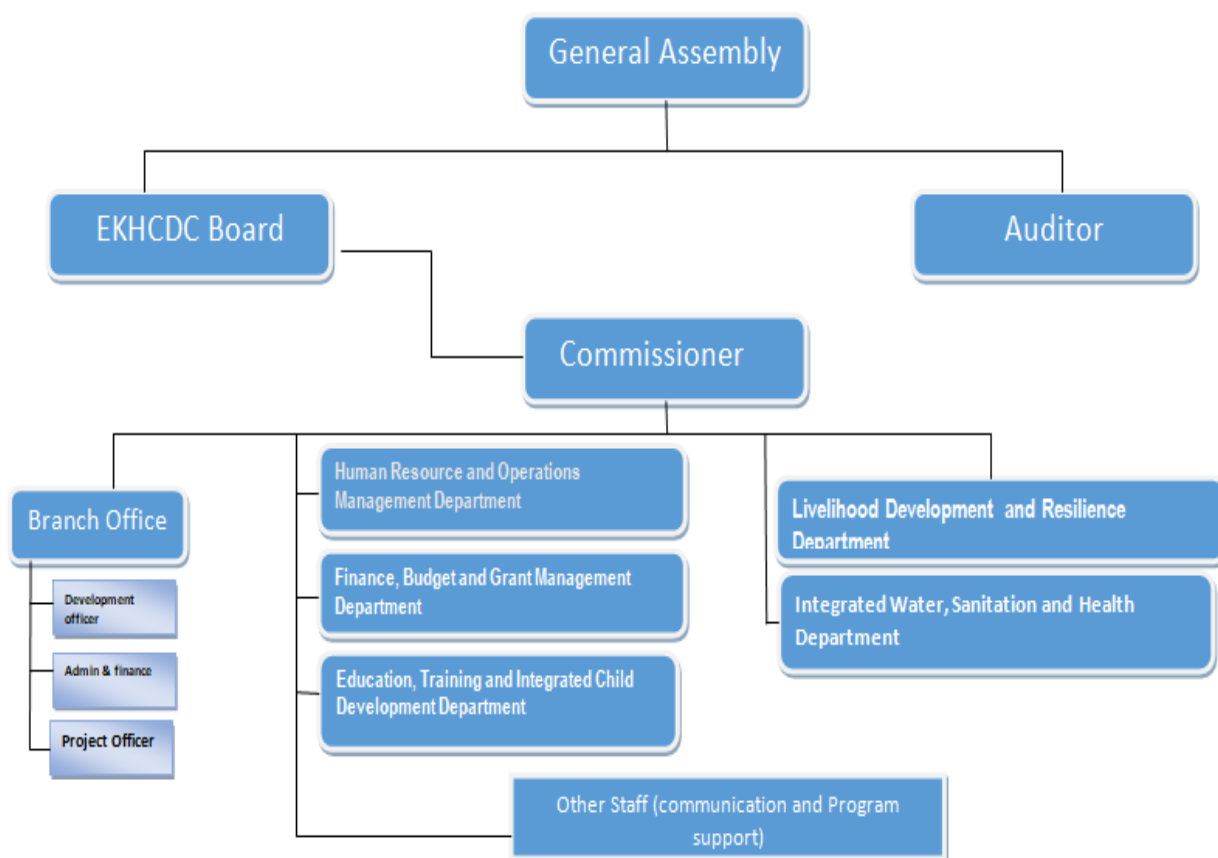 General Assembly
EKHCDC Board
Auditor
Commissioner
Branch Office
Development
officer
Admin & finance
Project Officer
Human Resource and Operations
Management Department
Finance, Budget and Grant Management
Department
Education, Training and Integrated Child
Development Department
Other Staff (communication and Program
support)
Livelihood Development and Resilience
Department
Integrated Water, Sanitation and Health
Department